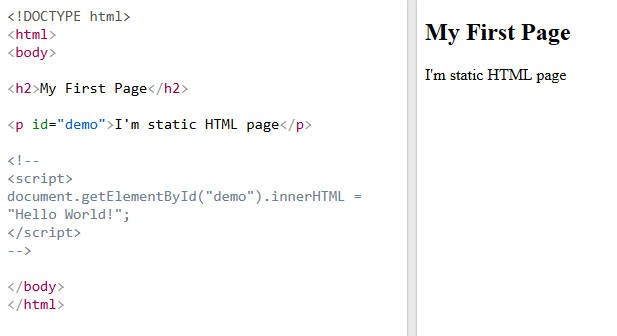 <!DOCTYPE html>
<html>
<body>
<h2>My First Page</h2>
<p id="demo">I'm static HTML page</p>
<!--
<script>
document.getElementById("demo").innerHTML =
"Hello World!";
</script>
-->
</body>
</html>
My First Page
I'm static HTML page